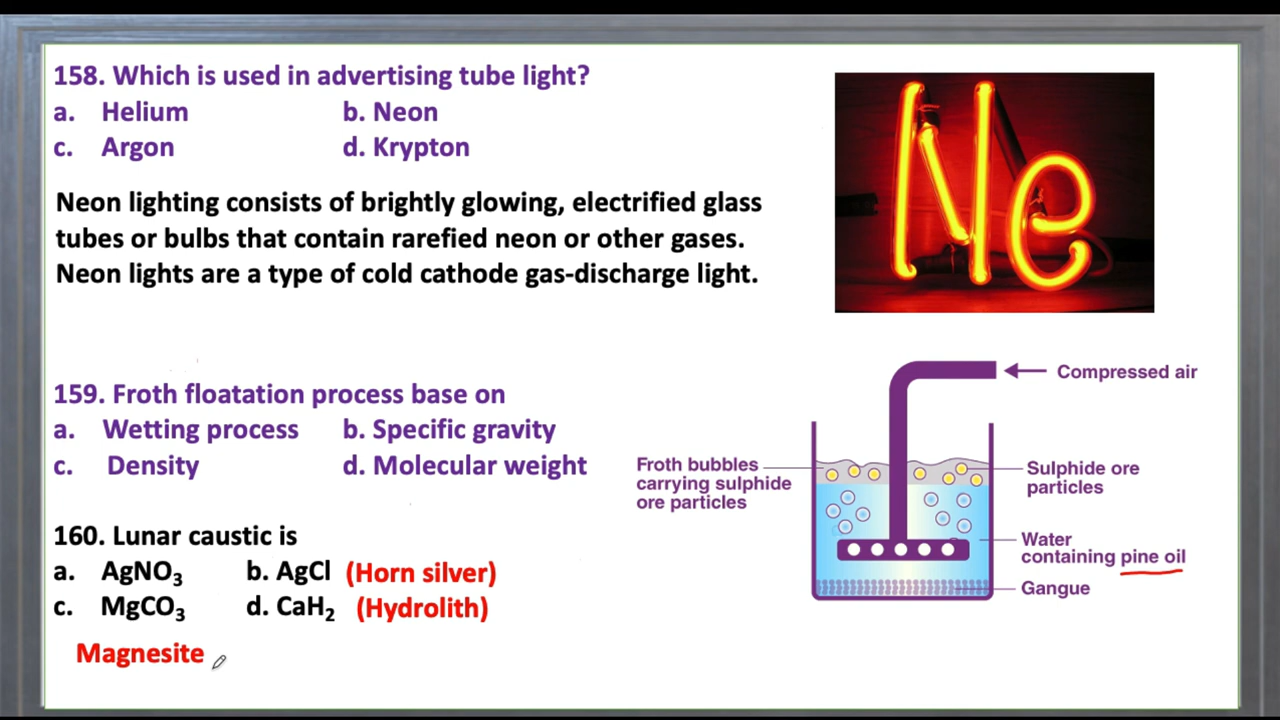 158. Which is used in advertising tube light?
a. Helium b. Neon
c. Argon d. Krypton
Neon lighting consists of brightly glowing, electrified glass
tubes or bulbs that contain rarefied neon or other gases.
Neon lights are a type of cold cathode gas-discharge light.
Ne
159. Froth floatation process base on
a. Wetting process b. Specific gravity
c. Density d. Molecular weight
Compressed air
Froth bubbles
carrying sulphide
ore particles
Sulphide ore
particles
Water
containing pine oil
Gangue
160. Lunar caustic is
a. AgNO₃ b. AgCl (Horn silver)
c. MgCO₃ d. CaH₂ (Hydrolith)
Magnesite